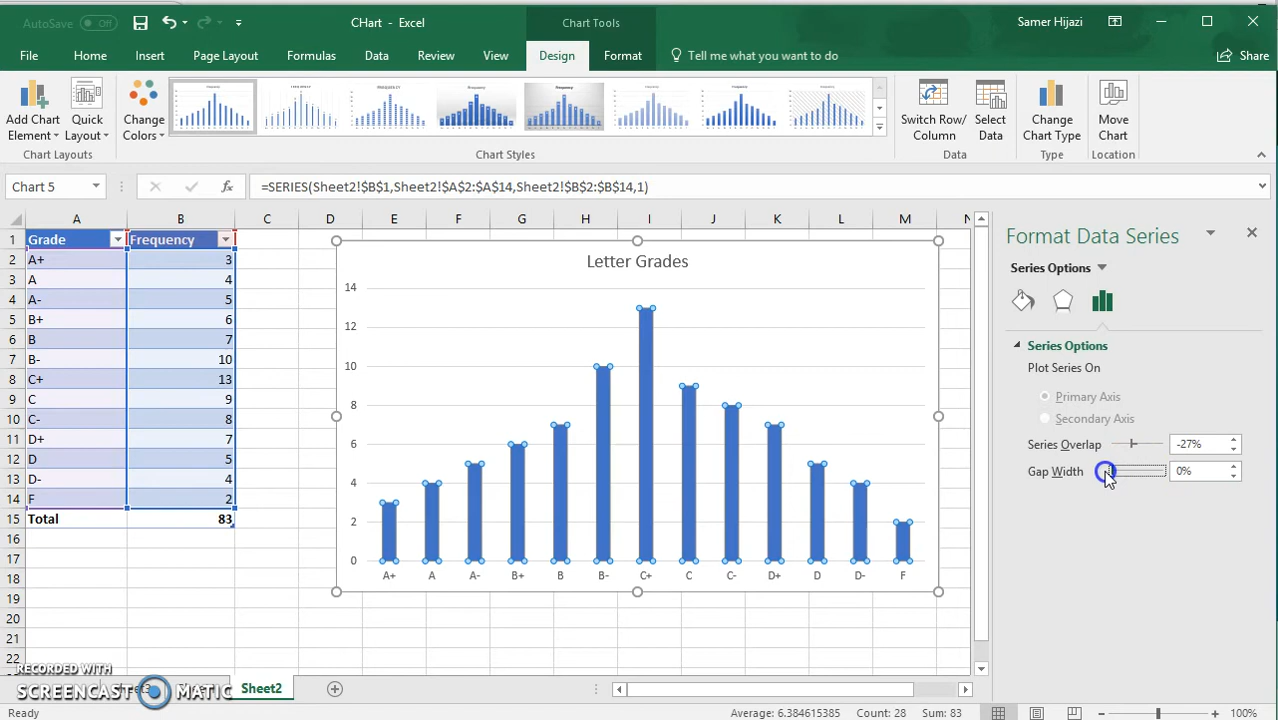 AutoSave Off CHart - Excel Chart Tools Samer Hijazi
File Home Insert Page Layout Formulas Data Review View Design Format Tell me what you want to do Share
Add Chart Element Quick Layout Change Colors Switch Row/ Column Select Data Change Chart Type Move Chart
Chart Layouts Chart Styles Data Type Location
Chart 5 fx =SERIES(Sheet2!$B$1,Sheet2!$A$2:$A$14,Sheet2!$B$2:$B$14,1)
A B C D E F G H I J K L M N
1 Grade Frequency
2 A+ 3
3 A 4
4 A- 5
5 B+ 6
6 B 7
7 B- 10
8 C+ 13
9 C 9
10 C- 8
11 D+ 7
12 D 5
13 D- 4
14 F 2
15 Total 83
16
17
18
19
20
21
22
Letter Grades
14
12
10
8
6
4
2
0
A+ A A- B+ B B- C+ C C- D+ D D- F
Format Data Series
Series Options
Series Options
Plot Series On
Primary Axis
Secondary Axis
Series Overlap -27%
Gap Width 0%
RECORDED WITH
SCREENCAST MATIC
Sheet2
Ready Average: 6.384615385 Count: 28 Sum: 83 100%